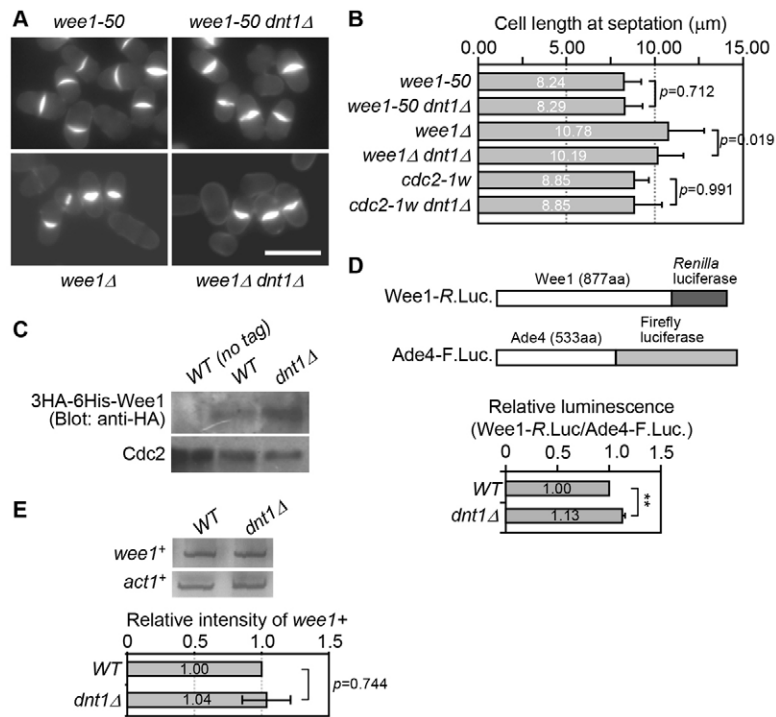 A
wee1-50
wee1-50 dnt1Δ
wee1Δ
wee1Δ dnt1Δ
B
Cell length at septation (μm)
0.00 5.00 10.00 15.00
wee1-50 8.24
wee1-50 dnt1Δ 8.29
p=0.712
wee1Δ 10.78
wee1Δ dnt1Δ 10.19
p=0.019
cdc2-1w 8.85
cdc2-1w dnt1Δ 8.85
p=0.991
C
WT (no tag)
WT
dnt1Δ
3HA-6His-Wee1
(Blot: anti-HA)
Cdc2
D
Wee1 (877aa)
Renilla
luciferase
Wee1-R.Luc.
Ade4 (533aa)
Firefly
luciferase
Ade4-F.Luc.
Relative luminescence
(Wee1-R.Luc/Ade4-F.Luc.)
0 0.5 1.0 1.5
WT 1.00
dnt1Δ 1.13
**
E
WT
dnt1Δ
wee1+
act1+
Relative intensity of wee1+
0 0.5 1.0 1.5
WT 1.00
dnt1Δ 1.04
p=0.744